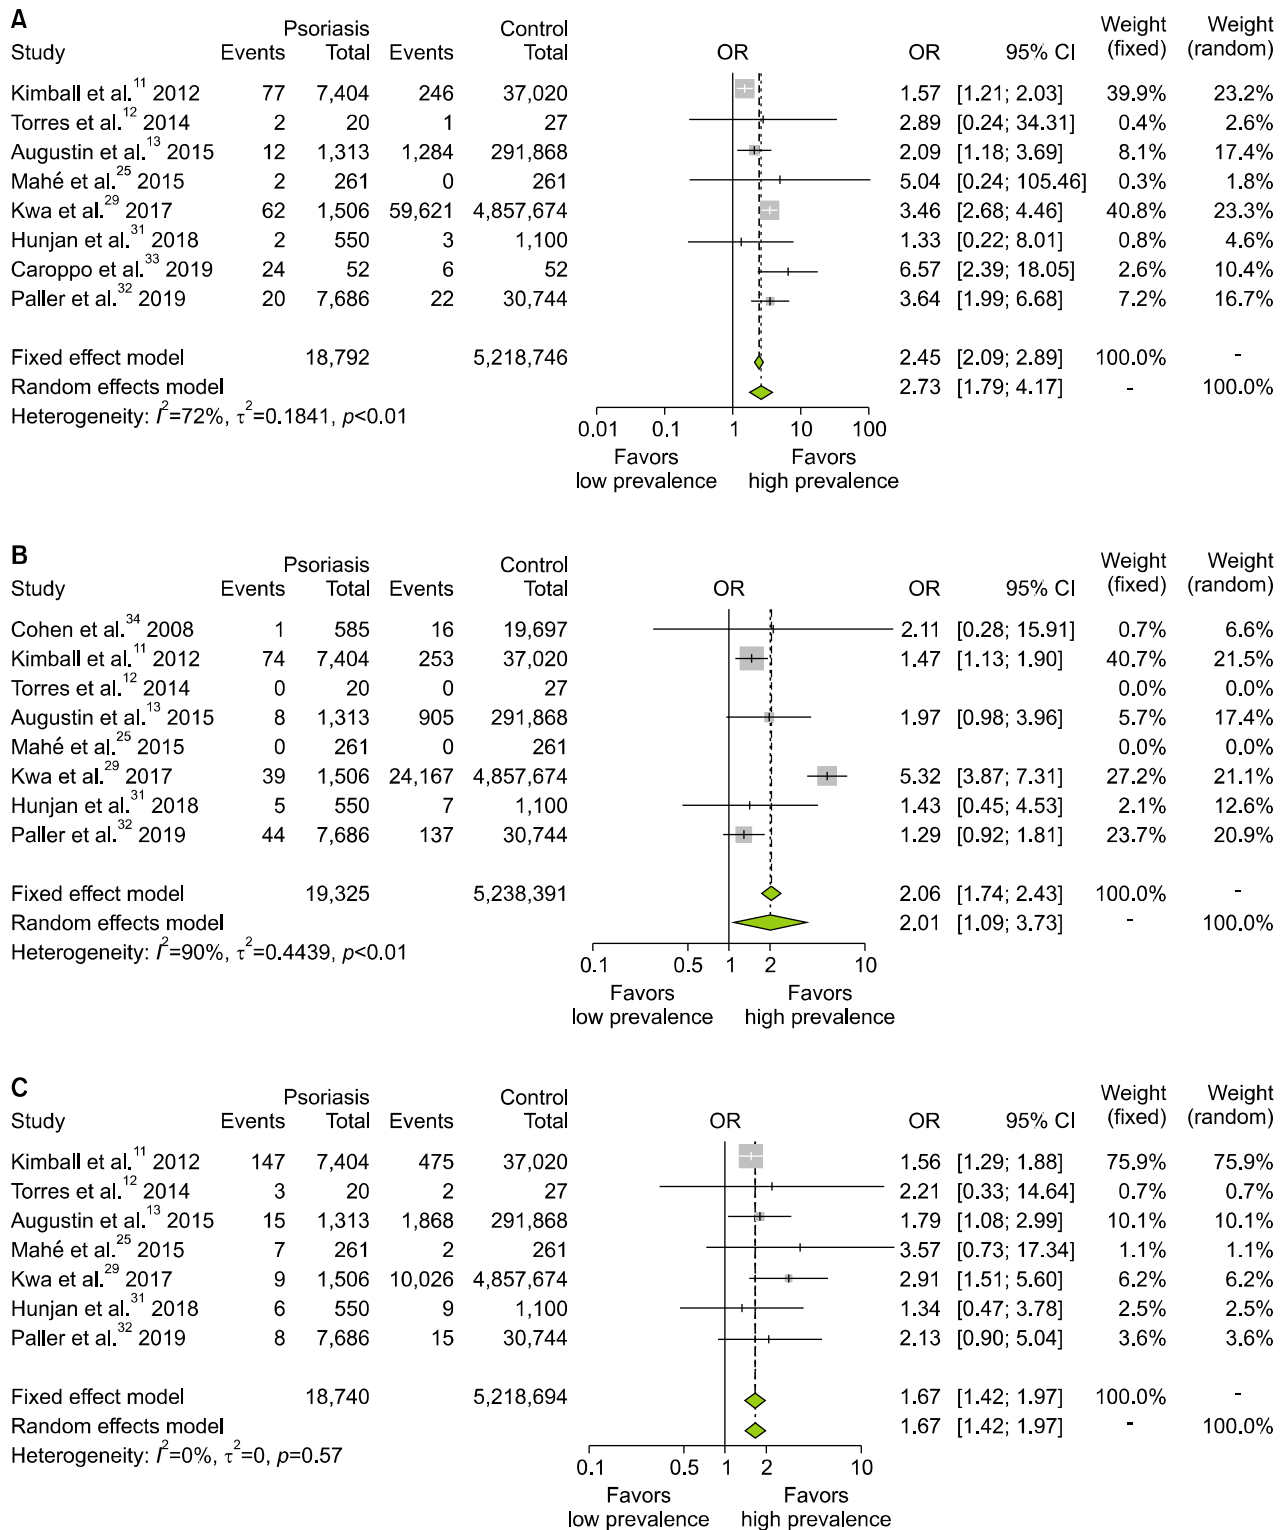 A
Psoriasis Control Weight Weight
Study Events Total Events Total OR OR 95% CI (fixed) (random)
Kimball et al.11 2012 77 7,404 246 37,020 1.57 [1.21; 2.03] 39.9% 23.2%
Torres et al.12 2014 2 20 1 27 2.89 [0.24; 34.31] 0.4% 2.6%
Augustin et al.13 2015 12 1,313 1,284 291,868 2.09 [1.18; 3.69] 8.1% 17.4%
Mahé et al.25 2015 2 261 0 261 5.04 [0.24; 105.46] 0.3% 1.8%
Kwa et al.29 2017 62 1,506 59,621 4,857,674 3.46 [2.68; 4.46] 40.8% 23.3%
Hunjan et al.31 2018 2 550 3 1,100 1.33 [0.22; 8.01] 0.8% 4.6%
Caroppo et al.33 2019 24 52 6 52 6.57 [2.39; 18.05] 2.6% 10.4%
Paller et al.32 2019 20 7,686 22 30,744 3.64 [1.99; 6.68] 7.2% 16.7%
Fixed effect model 18,792 5,218,746 2.45 [2.09; 2.89] 100.0% -
Random effects model 2.73 [1.79; 4.17] - 100.0%
Heterogeneity: I2=72%, τ2=0.1841, p<0.01
0.01 0.1 1 10 100
Favors Favors
low prevalence high prevalence
B
Psoriasis Control Weight Weight
Study Events Total Events Total OR OR 95% CI (fixed) (random)
Cohen et al.34 2008 1 585 16 19,697 2.11 [0.28; 15.91] 0.7% 6.6%
Kimball et al.11 2012 74 7,404 253 37,020 1.47 [1.13; 1.90] 40.7% 21.5%
Torres et al.12 2014 0 20 0 27 0.0% 0.0%
Augustin et al.13 2015 8 1,313 905 291,868 1.97 [0.98; 3.96] 5.7% 17.4%
Mahé et al.25 2015 0 261 0 261 0.0% 0.0%
Kwa et al.29 2017 39 1,506 24,167 4,857,674 5.32 [3.87; 7.31] 27.2% 21.1%
Hunjan et al.31 2018 5 550 7 1,100 1.43 [0.45; 4.53] 2.1% 12.6%
Paller et al.32 2019 44 7,686 137 30,744 1.29 [0.92; 1.81] 23.7% 20.9%
Fixed effect model 19,325 5,238,391 2.06 [1.74; 2.43] 100.0% -
Random effects model 2.01 [1.09; 3.73] - 100.0%
Heterogeneity: I2=90%, τ2=0.4439, p<0.01
0.1 0.5 1 2 10
Favors Favors
low prevalence high prevalence
C
Psoriasis Control Weight Weight
Study Events Total Events Total OR OR 95% CI (fixed) (random)
Kimball et al.11 2012 147 7,404 475 37,020 1.56 [1.29; 1.88] 75.9% 75.9%
Torres et al.12 2014 3 20 2 27 2.21 [0.33; 14.64] 0.7% 0.7%
Augustin et al.13 2015 15 1,313 1,868 291,868 1.79 [1.08; 2.99] 10.1% 10.1%
Mahé et al.25 2015 7 261 2 261 3.57 [0.73; 17.34] 1.1% 1.1%
Kwa et al.29 2017 9 1,506 10,026 4,857,674 2.91 [1.51; 5.60] 6.2% 6.2%
Hunjan et al.31 2018 6 550 9 1,100 1.34 [0.47; 3.78] 2.5% 2.5%
Paller et al.32 2019 8 7,686 15 30,744 2.13 [0.90; 5.04] 3.6% 3.6%
Fixed effect model 18,740 5,218,694 1.67 [1.42; 1.97] 100.0% -
Random effects model 1.67 [1.42; 1.97] - 100.0%
Heterogeneity: I2=0%, τ2=0, p=0.57
0.1 0.5 1 2 10
Favors Favors
low prevalence high prevalence